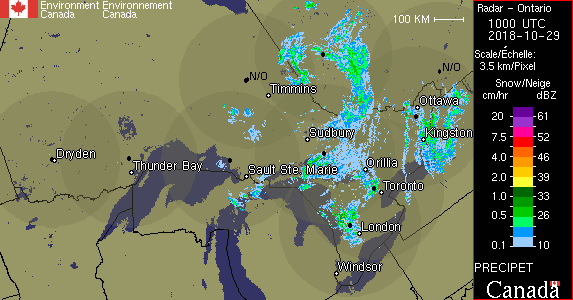 Environment Environnement
Canada Canada
100 KM
N/O
N/O
Timmins
Ottawa
Sudbury
Kingston
Dryden
Thunder Bay
Sault Ste. Marie
Orillia
Toronto
London
Windsor
Radar - Ontario
1000 UTC
2018-10-29
Scale/Échelle:
3.5 km/Pixel
Snow/Neige
cm/hr dBZ
20 61
7.5 52
4.0 46
2.0 39
1.0 33
0.5 26
0.1 10
PRECIPET
Canada